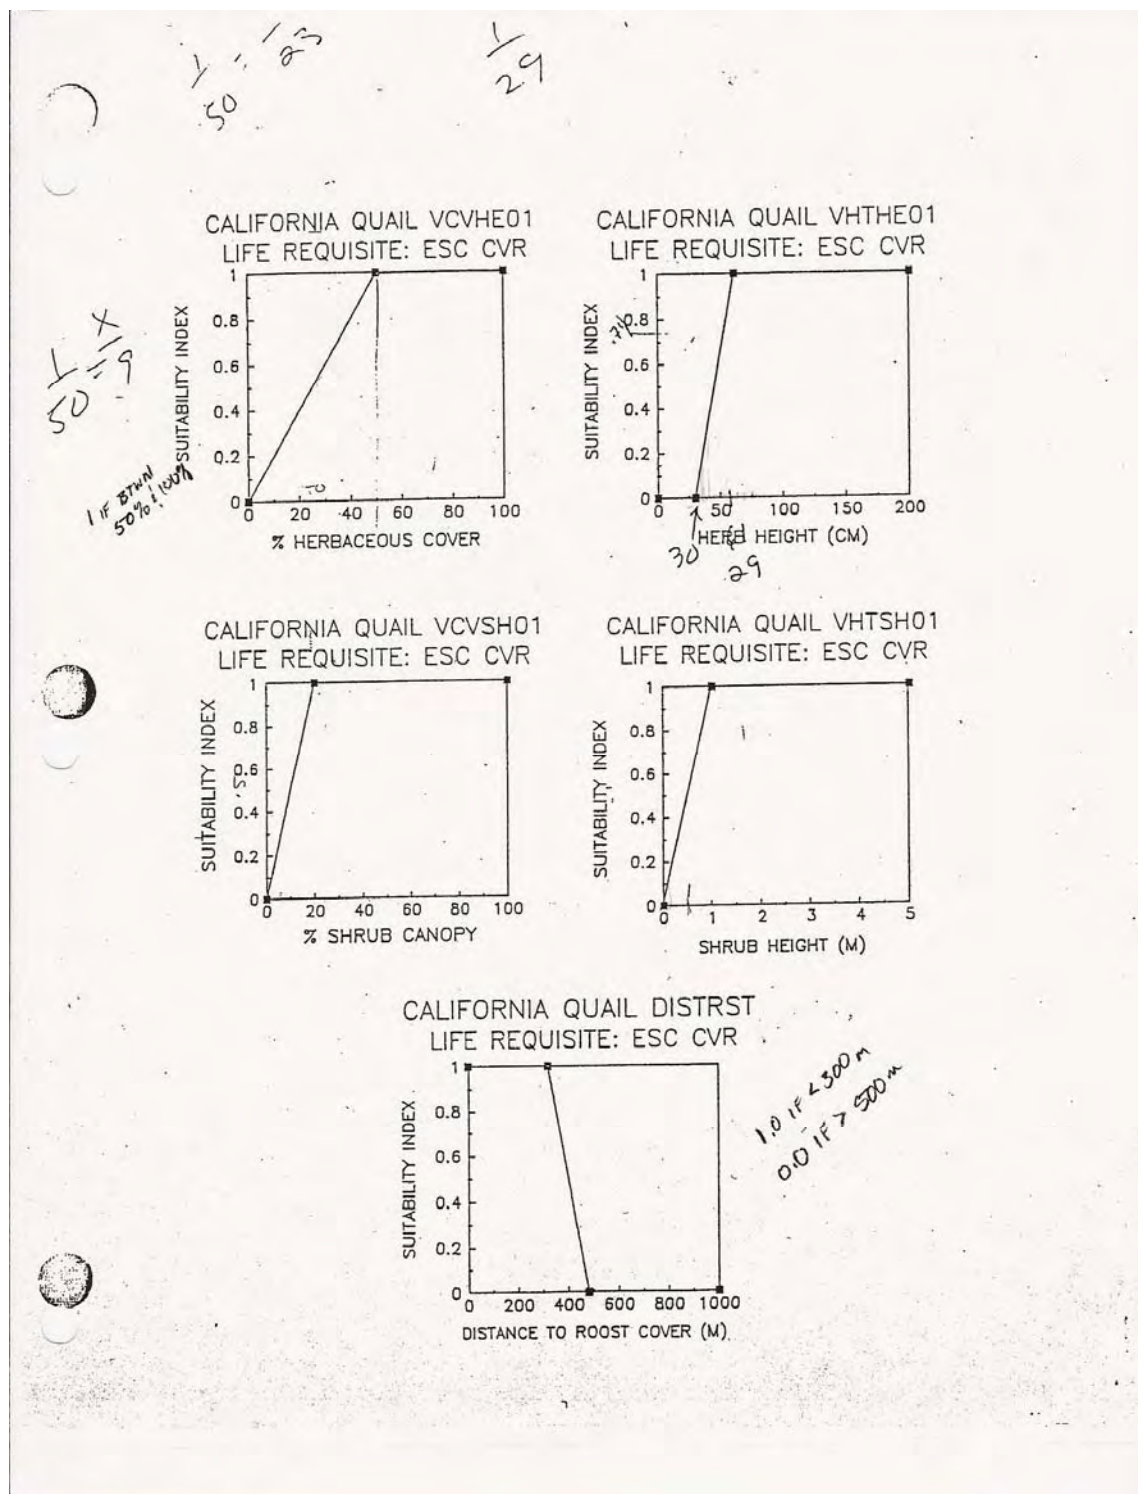 1/50 = /23
1/29
CALIFORNIA QUAIL VCVHE01
LIFE REQUISITE: ESC CVR
SUITABILITY INDEX
1
0.8
0.6
0.4
0.2
0
0 20 40 60 80 100
% HERBACEOUS COVER
1/50 = X/9
1 IF BTWN
50% & 100%
CALIFORNIA QUAIL VHTHE01
LIFE REQUISITE: ESC CVR
SUITABILITY INDEX
1
0.8
0.6
0.4
0.2
0
0 50 100 150 200
HERB HEIGHT (CM)
30
29
CALIFORNIA QUAIL VCVSH01
LIFE REQUISITE: ESC CVR
SUITABILITY INDEX
1
0.8
0.6
.5
0.4
0.2
0
0 20 40 60 80 100
% SHRUB CANOPY
CALIFORNIA QUAIL VHTSH01
LIFE REQUISITE: ESC CVR
SUITABILITY INDEX
1
0.8
0.6
0.4
0.2
0
0 1 2 3 4 5
SHRUB HEIGHT (M)
CALIFORNIA QUAIL DISTRST
LIFE REQUISITE: ESC CVR
SUITABILITY INDEX
1
0.8
0.6
0.4
0.2
0
0 200 400 600 800 1000
DISTANCE TO ROOST COVER (M)
1.0 IF < 300 m
0.0 IF > 500 m